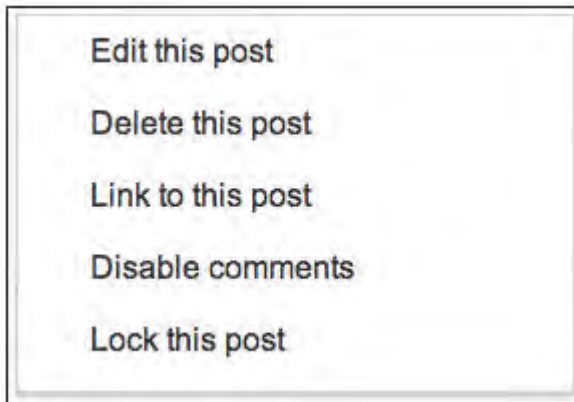 Edit this post
Delete this post
Link to this post
Disable comments
Lock this post